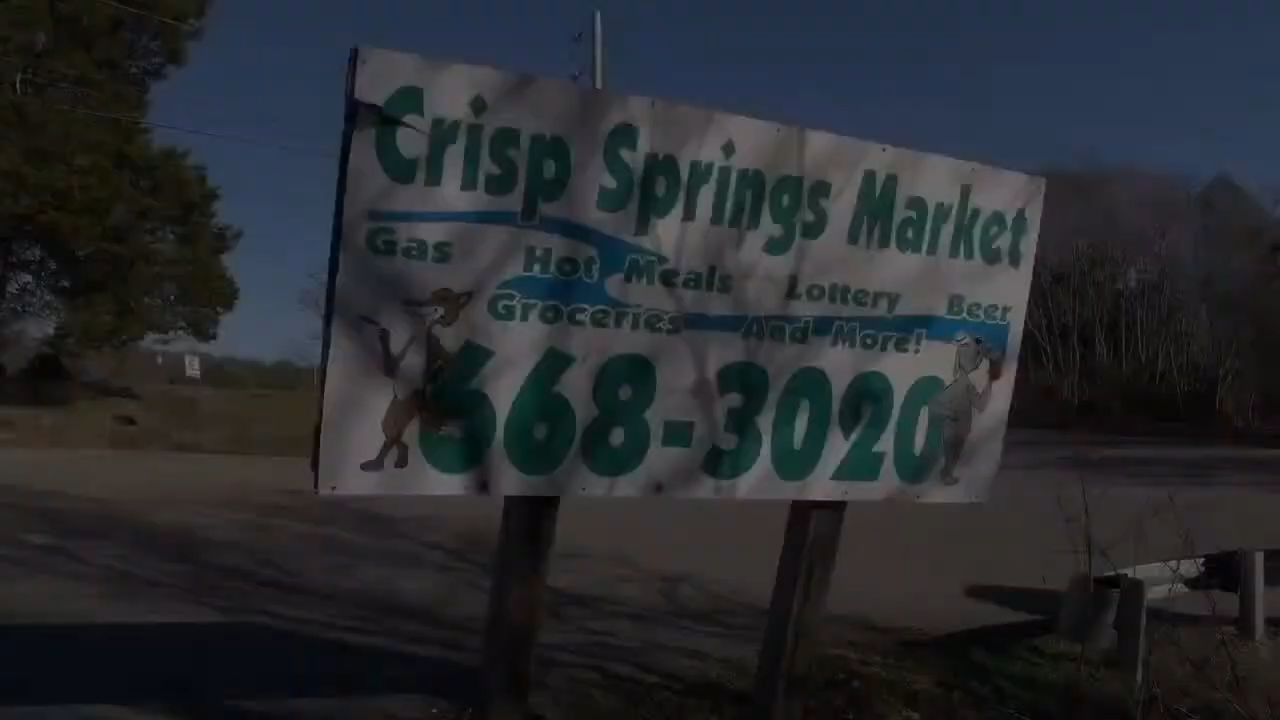 Crisp Springs Market
Gas Hot Meals Lottery Beer
Groceries And More!
668-3020